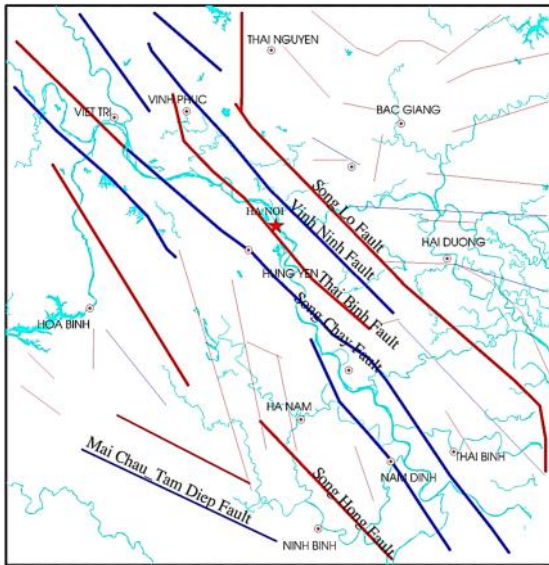 THAI NGUYEN
VINH PHUC
VIET TRI
BAC GIANG
Song Lo Fault
HA NOI
Vinh Ninh Fault
HAI DUONG
HUNG YEN
Thai Binh Fault
Song Chay Fault
HOA BINH
HA NAM
Mai Chau_Tam Diep Fault
THAI BINH
NAM DINH
Song Hong Fault
NINH BINH